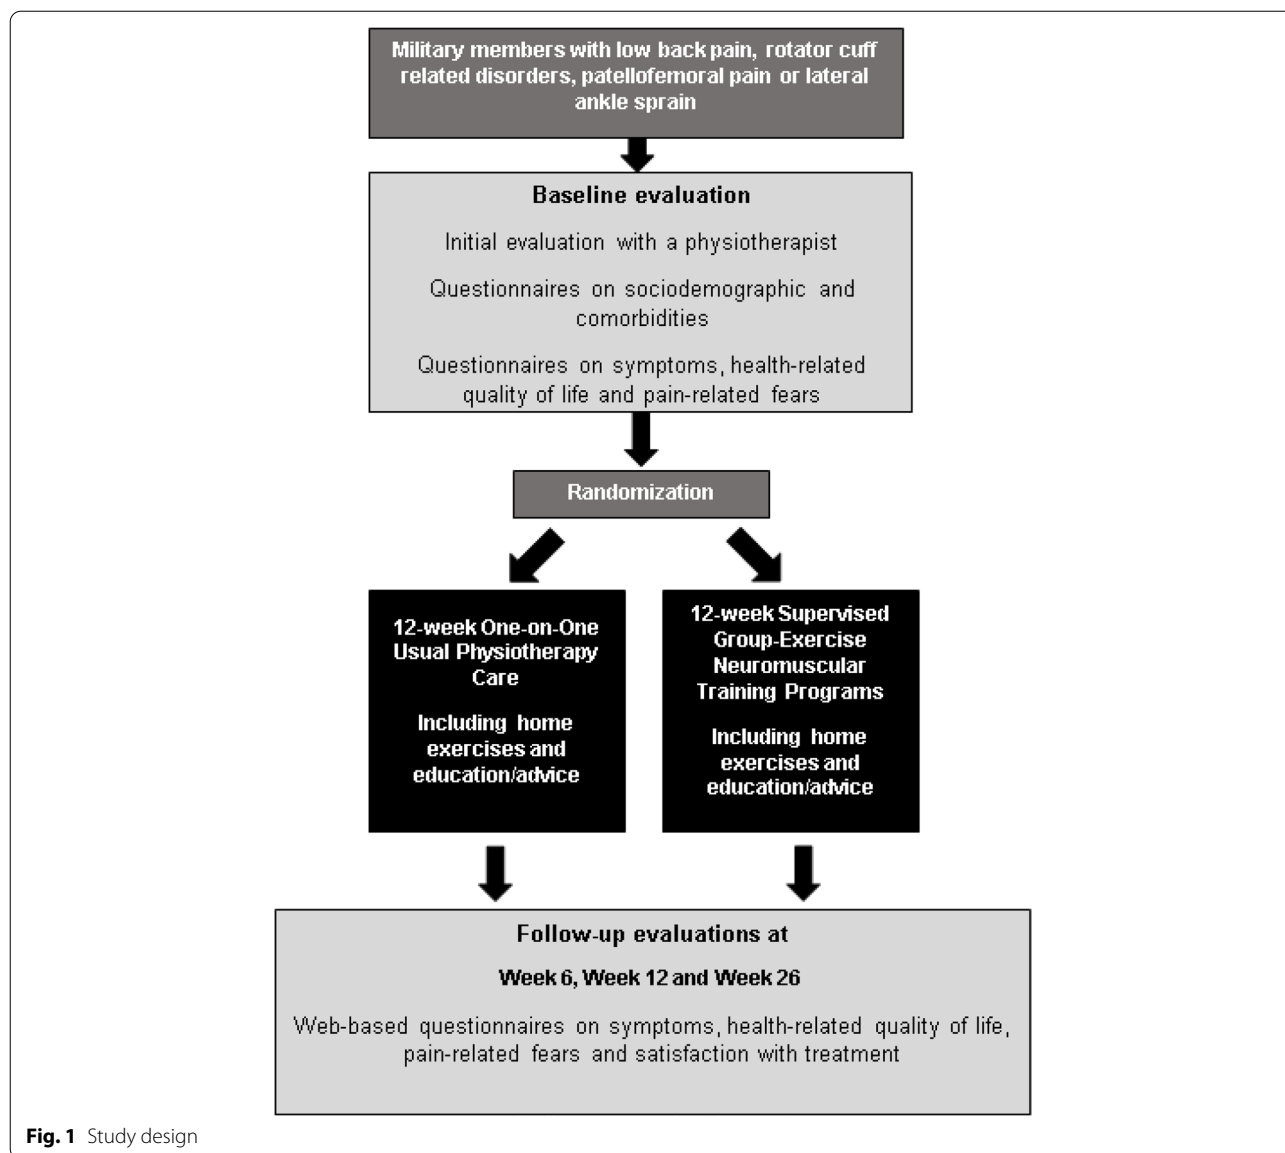 Military members with low back pain, rotator cuff
related disorders, patellofemoral pain or lateral
ankle sprain
Baseline evaluation
Initial evaluation with a physiotherapist
Questionnaires on sociodemographic and
comorbidities
Questionnaires on symptoms, health-related
quality of life and pain-related fears
Randomization
12-week One-on-One
Usual Physiotherapy
Care
Including home
exercises and
education/advice
12-week Supervised
Group-Exercise
Neuromuscular
Training Programs
Including home
exercises and
education/advice
Follow-up evaluations at
Week 6, Week 12 and Week 26
Web-based questionnaires on symptoms, health-related quality of life,
pain-related fears and satisfaction with treatment
Fig. 1 Study design